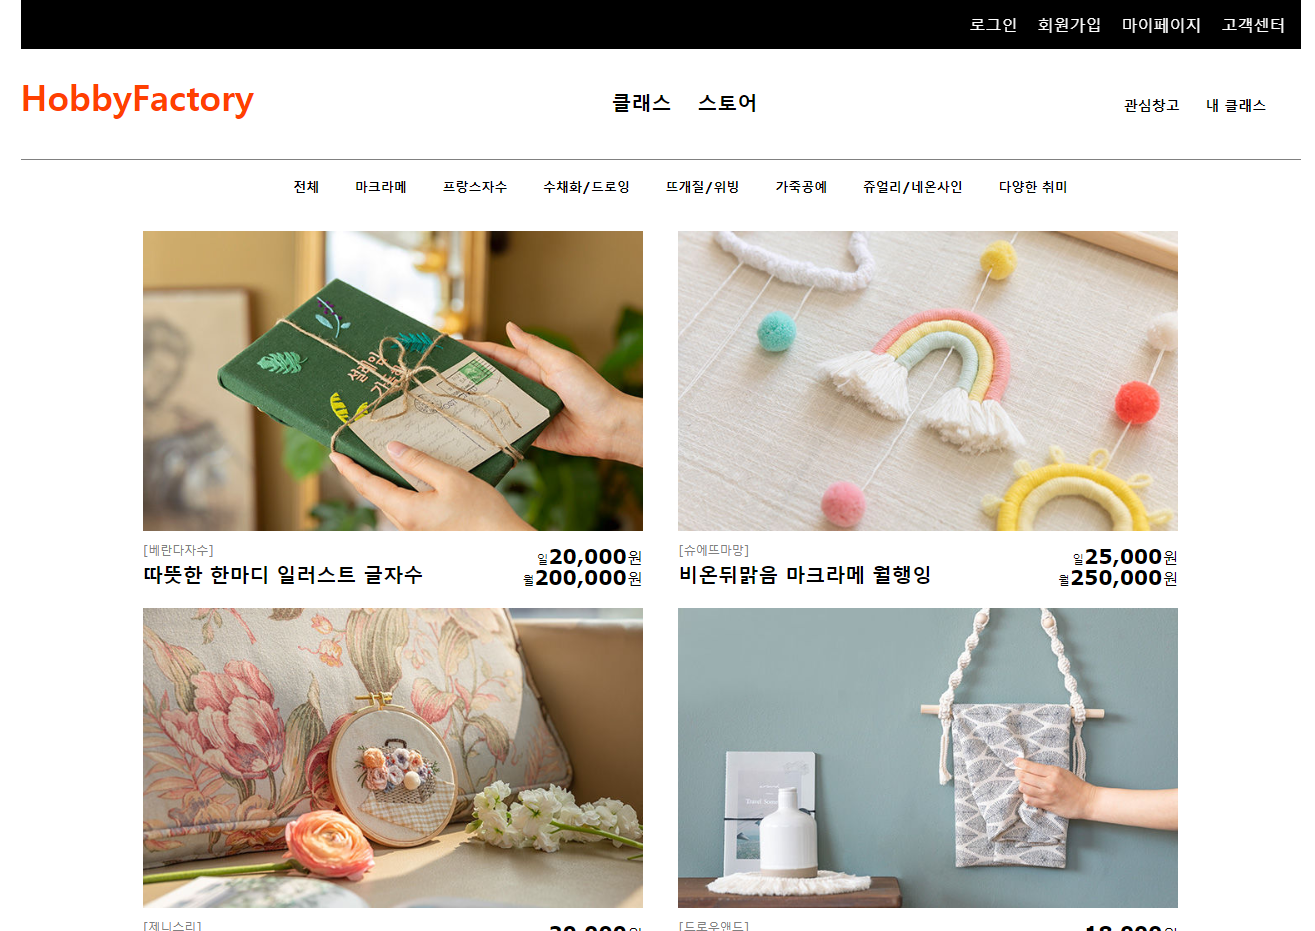 로그인 회원가입 마이페이지 고객센터
HobbyFactory
클래스 스토어
관심창고 내 클래스
전체 마크라메 프랑스자수 수채화/드로잉 뜨개질/위빙 가죽공예 쥬얼리/네온사인 다양한 취미
[베란다자수]
따뜻한 한마디 일러스트 글자수
일20,000원
월200,000원
[슈에뜨마망]
비온뒤맑음 마크라메 월행잉
일25,000원
월250,000원
[제니스리]
[드로우앤드]
18,000원